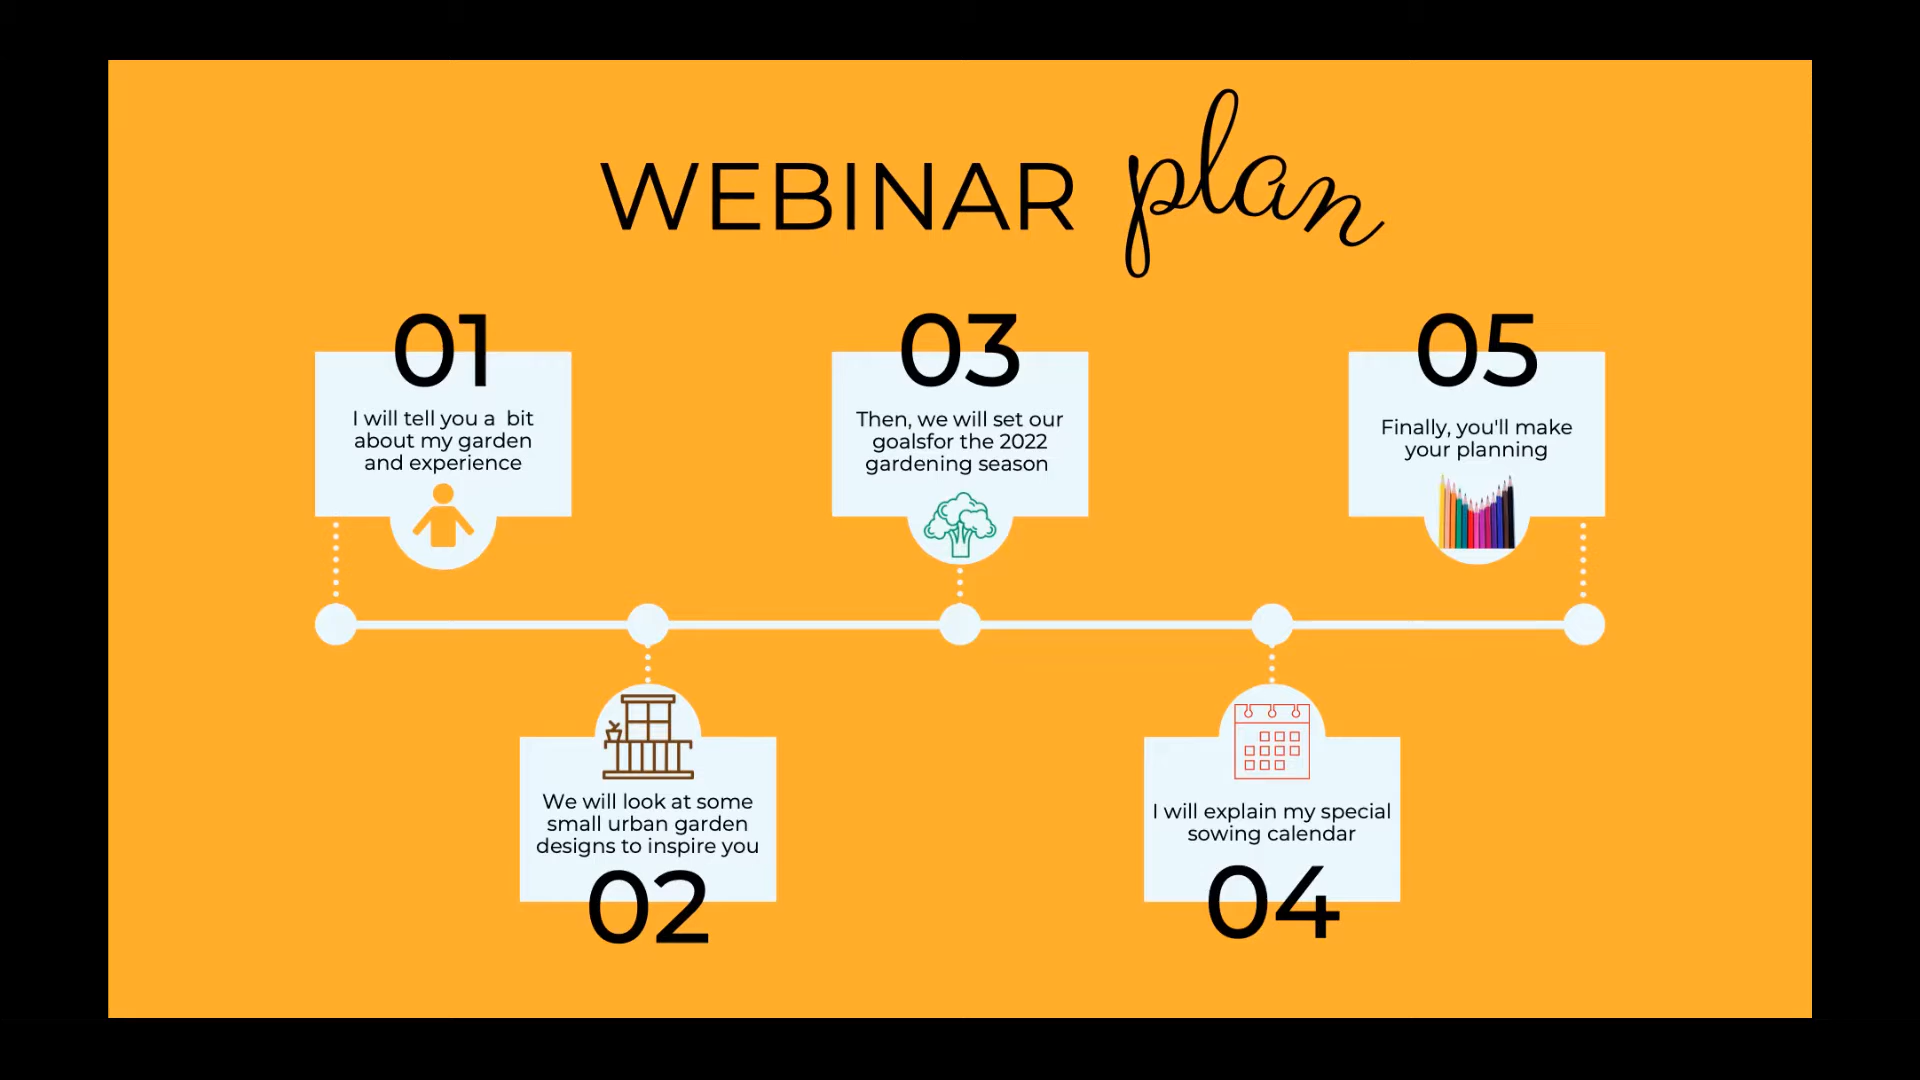 WEBINAR plan
01
I will tell you a  bit
about my garden
and experience
02
We will look at some
small urban garden
designs to inspire you
03
Then, we will set our
goalsfor the 2022
gardening season
04
I will explain my special
sowing calendar
05
Finally, you'll make
your planning